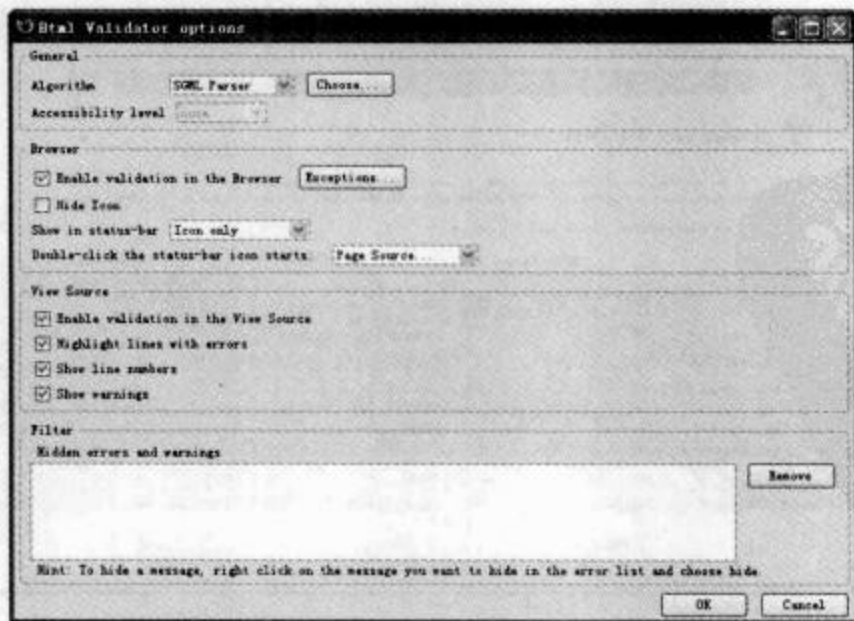 Html Validator options
General
Algorithm SGML Parser Choose...
Accessibility level none
Browser
Enable validation in the Browser Exceptions...
Hide Icon
Show in status-bar Icon only
Double-click the status-bar icon starts: Page Source...
View Source
Enable validation in the View Source
Highlight lines with errors
Show line numbers
Show warnings
Filter
Hidden errors and warnings
Remove
Hint: To hide a message, right click on the message you want to hide in the error list and choose hide
OK Cancel